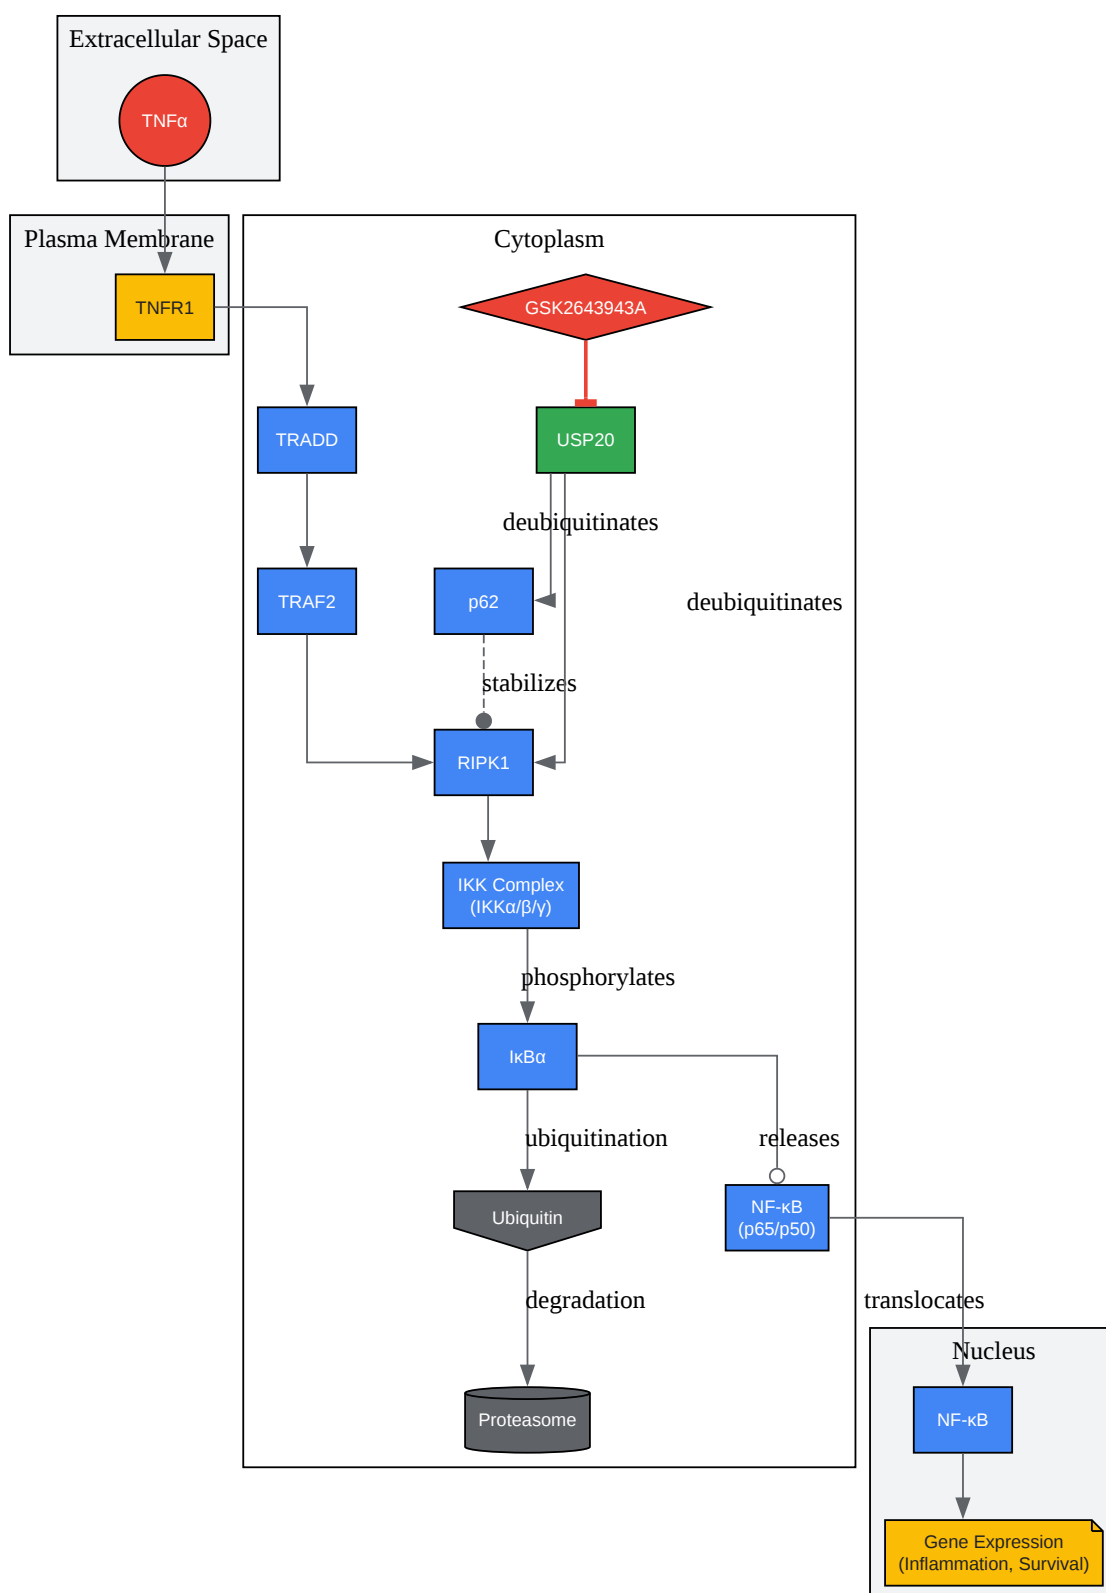 Extracellular Space
TNFα
Plasma Membrane
TNFR1
Cytoplasm
GSK2643943A
TRADD
USP20
deubiquitinates
TRAF2
p62
deubiquitinates
stabilizes
RIPK1
IKK Complex
(IKKα/β/γ)
phosphorylates
IκBα
ubiquitination
releases
Ubiquitin
NF-κB
(p65/p50)
degradation
translocates
Nucleus
Proteasome
NF-κB
Gene Expression
(Inflammation, Survival)